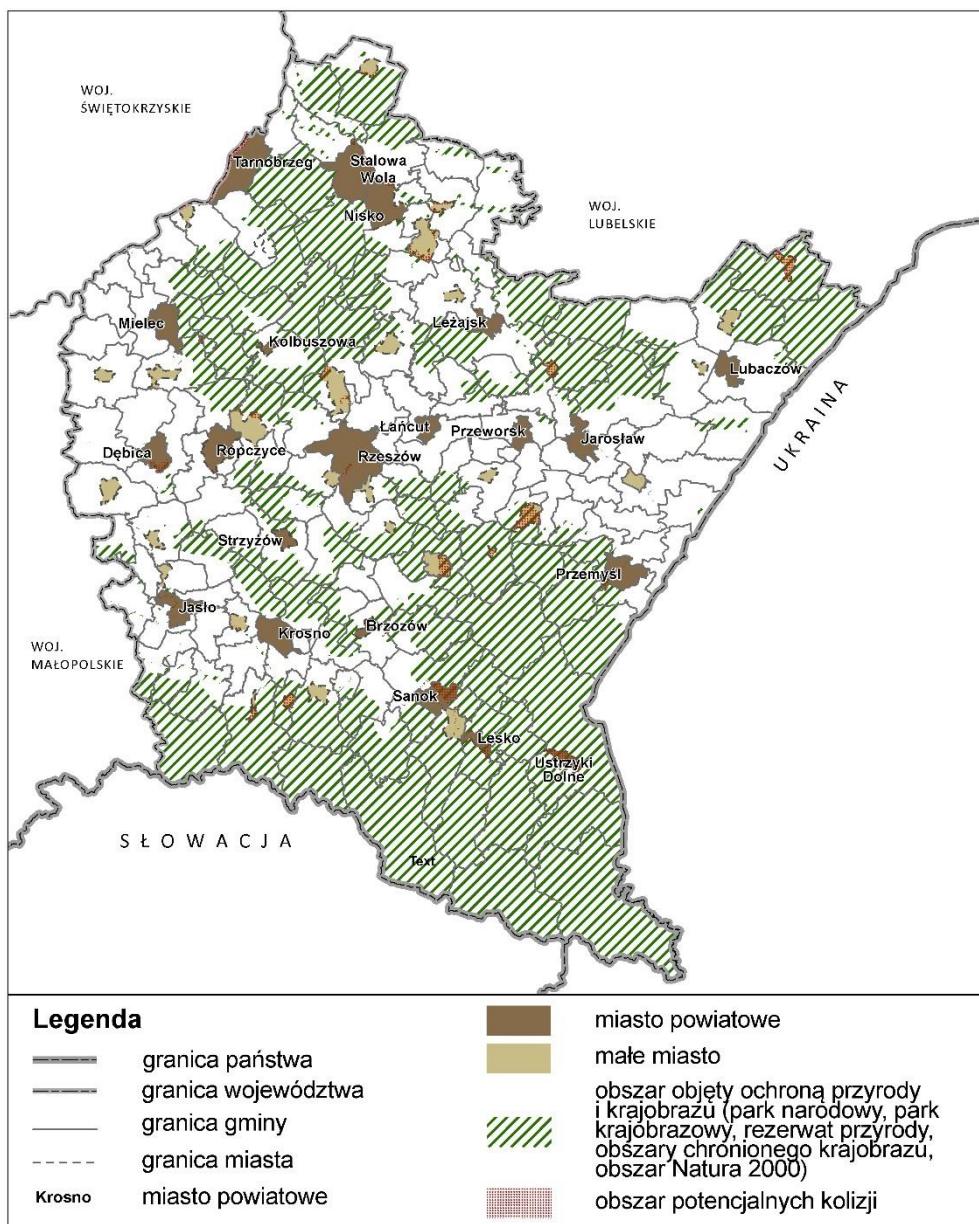 WOJ.
ŚWIĘTOKRZYSKIE
Tarnobrzeg
Stalowa
Wola
Nisko
WOJ.
LUBELSKIE
Mielec
Kolbuszowa
Leżajsk
Lubaczów
Łańcut
Przeworsk
Jarosław
Dębica
Ropczyce
Rzeszów
UKRAINA
Strzyżów
Przemyśl
Jasło
Krosno
Brzozów
WOJ.
MAŁOPOLSKIE
Sanok
Lesko
Ustrzyki
Dolne
SŁOWACJA
Text
Legenda
granica państwa
granica województwa
granica gminy
granica miasta
Krosno miasto powiatowe
miasto powiatowe
małe miasto
obszar objęty ochroną przyrody
i krajobrazu (park narodowy, park
krajobrazowy, rezerwat przyrody,
obszary chronionego krajobrazu,
obszar Natura 2000)
obszar potencjalnych kolizji